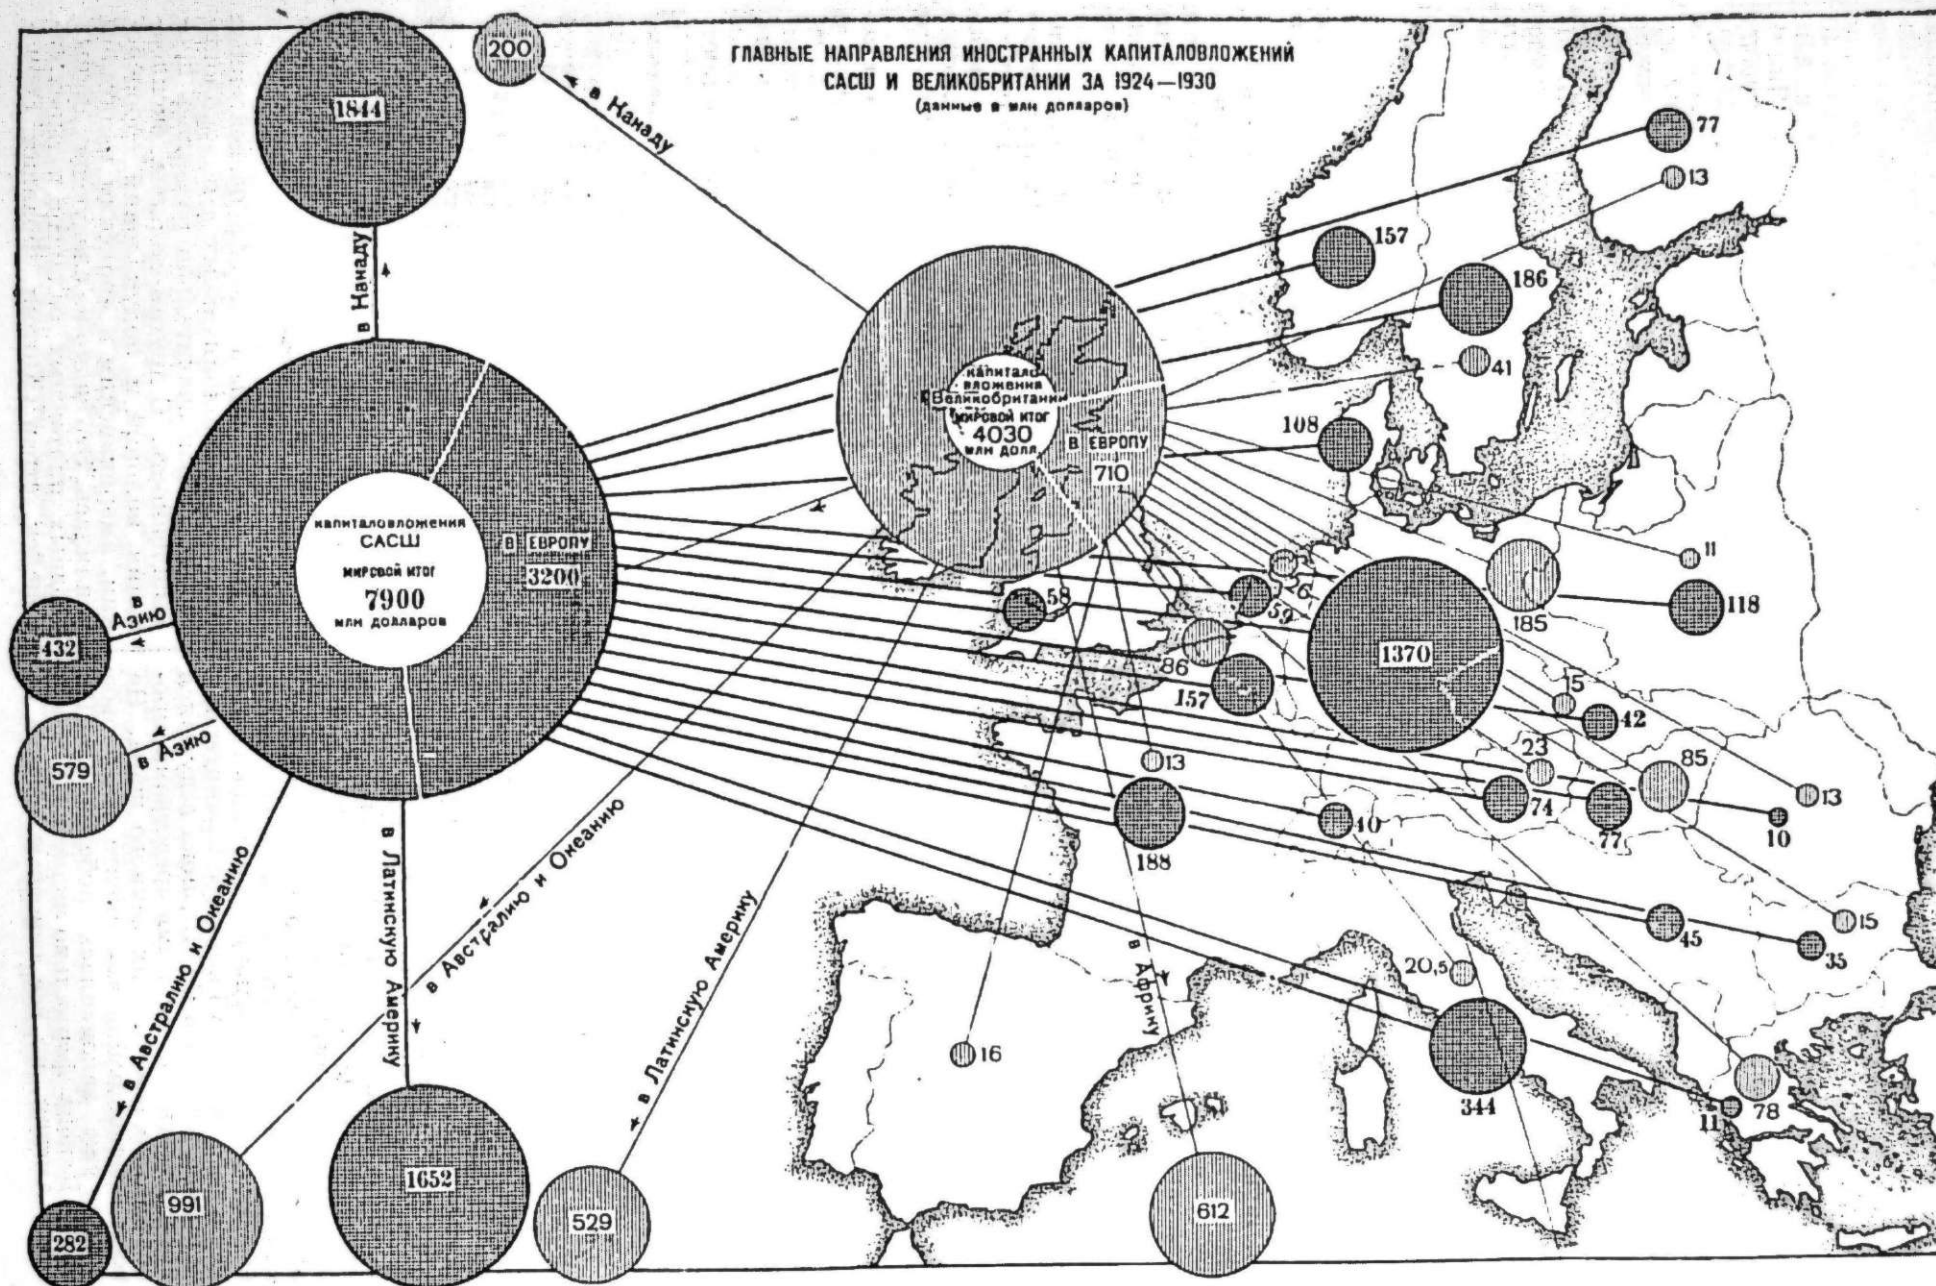 ГЛАВНЫЕ НАПРАВЛЕНИЯ ИНОСТРАННЫХ КАПИТАЛОВЛОЖЕНИЙ
САСШ И ВЕЛИКОБРИТАНИИ ЗА 1924—1930
(данные в млн долларов)
1844
200
в Канаду
в Канаду
77
13
157
186
41
108
капитало
вложения
Великобритании
МИРОВОЙ ИТОГ
4030
млн долл.
В ЕВРОПУ
710
капиталовложения
САСШ
МИРОВОЙ ИТОГ
7900
млн долларов
В ЕВРОПУ
3200
в
Азию
432
в Азию
579
58
26
59
86
157
1370
185
11
118
15
42
23
85
13
188
40
74
77
10
13
45
35
15
20,5
344
11
78
16
в Австралию и Океанию
в Латинскую Америку
в Австралию и Океанию
в Латинскую Америку
в Африку
282
991
1652
529
612